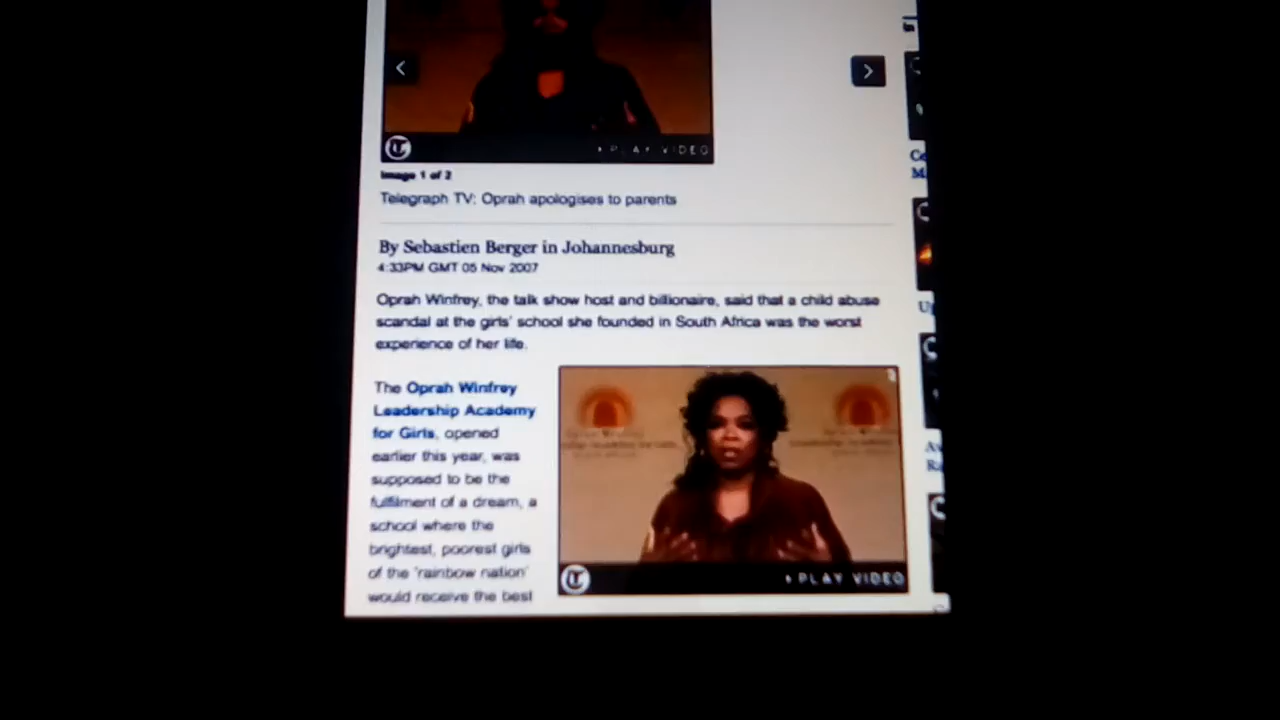 PLAY VIDEO
Image 1 of 2
Telegraph TV: Oprah apologises to parents
By Sebastien Berger in Johannesburg
4:33PM GMT 05 Nov 2007
Oprah Winfrey, the talk show host and billionaire, said that a child abuse
scandal at the girls' school she founded in South Africa was the worst
experience of her life.
The Oprah Winfrey
Leadership Academy
for Girls, opened
earlier this year, was
supposed to be the
fulfilment of a dream, a
school where the
brightest, poorest girls
of the 'rainbow nation'
would receive the best
PLAY VIDEO